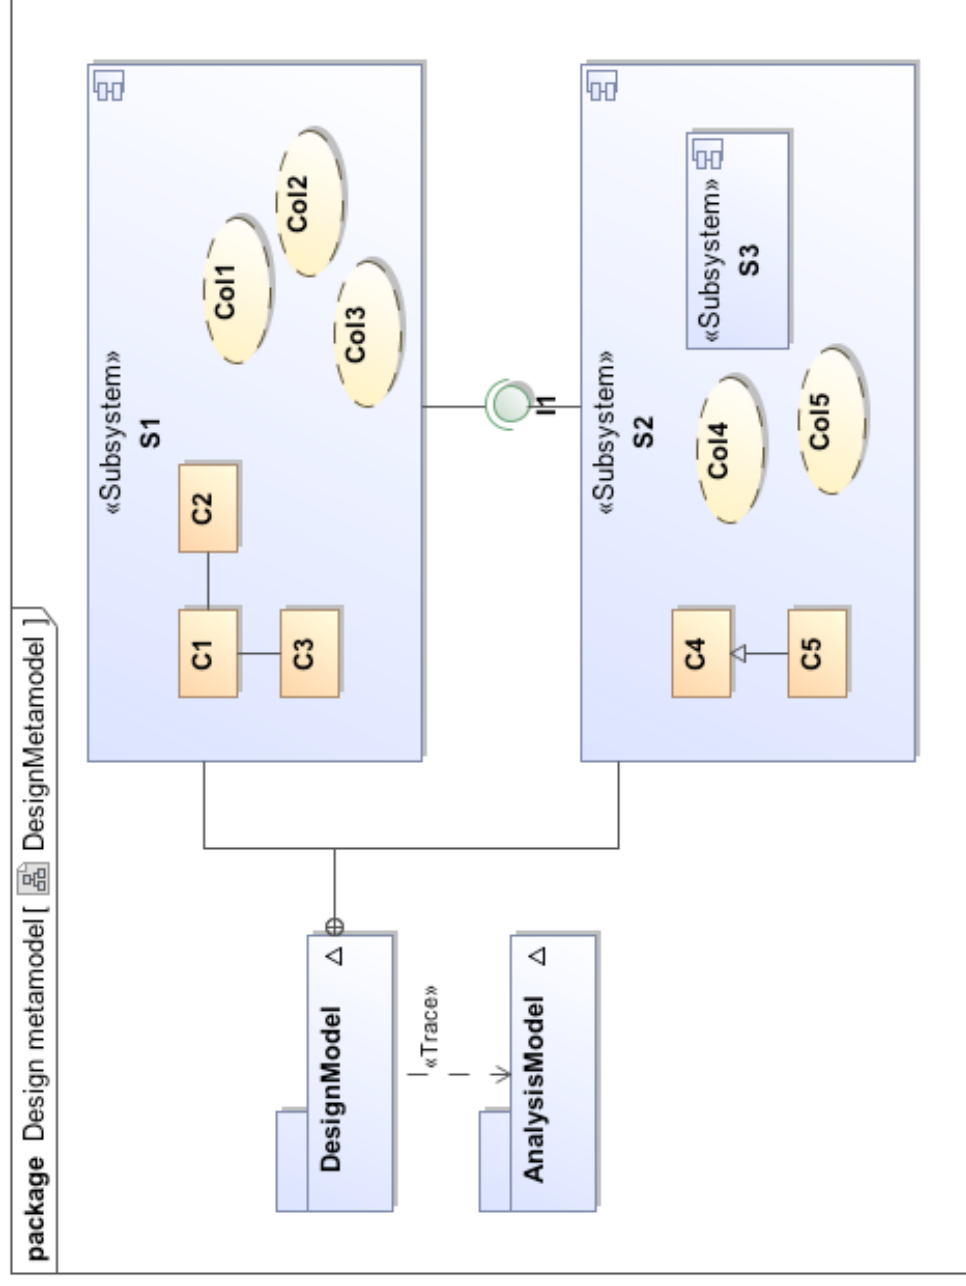 package Design metamodel [ DesignMetamodel ]
DesignModel
«Trace»
AnalysisModel
«Subsystem»
S1
C1
C2
C3
Col1
Col2
Col3
I1
«Subsystem»
S2
C4
C5
Col4
Col5
«Subsystem»
S3